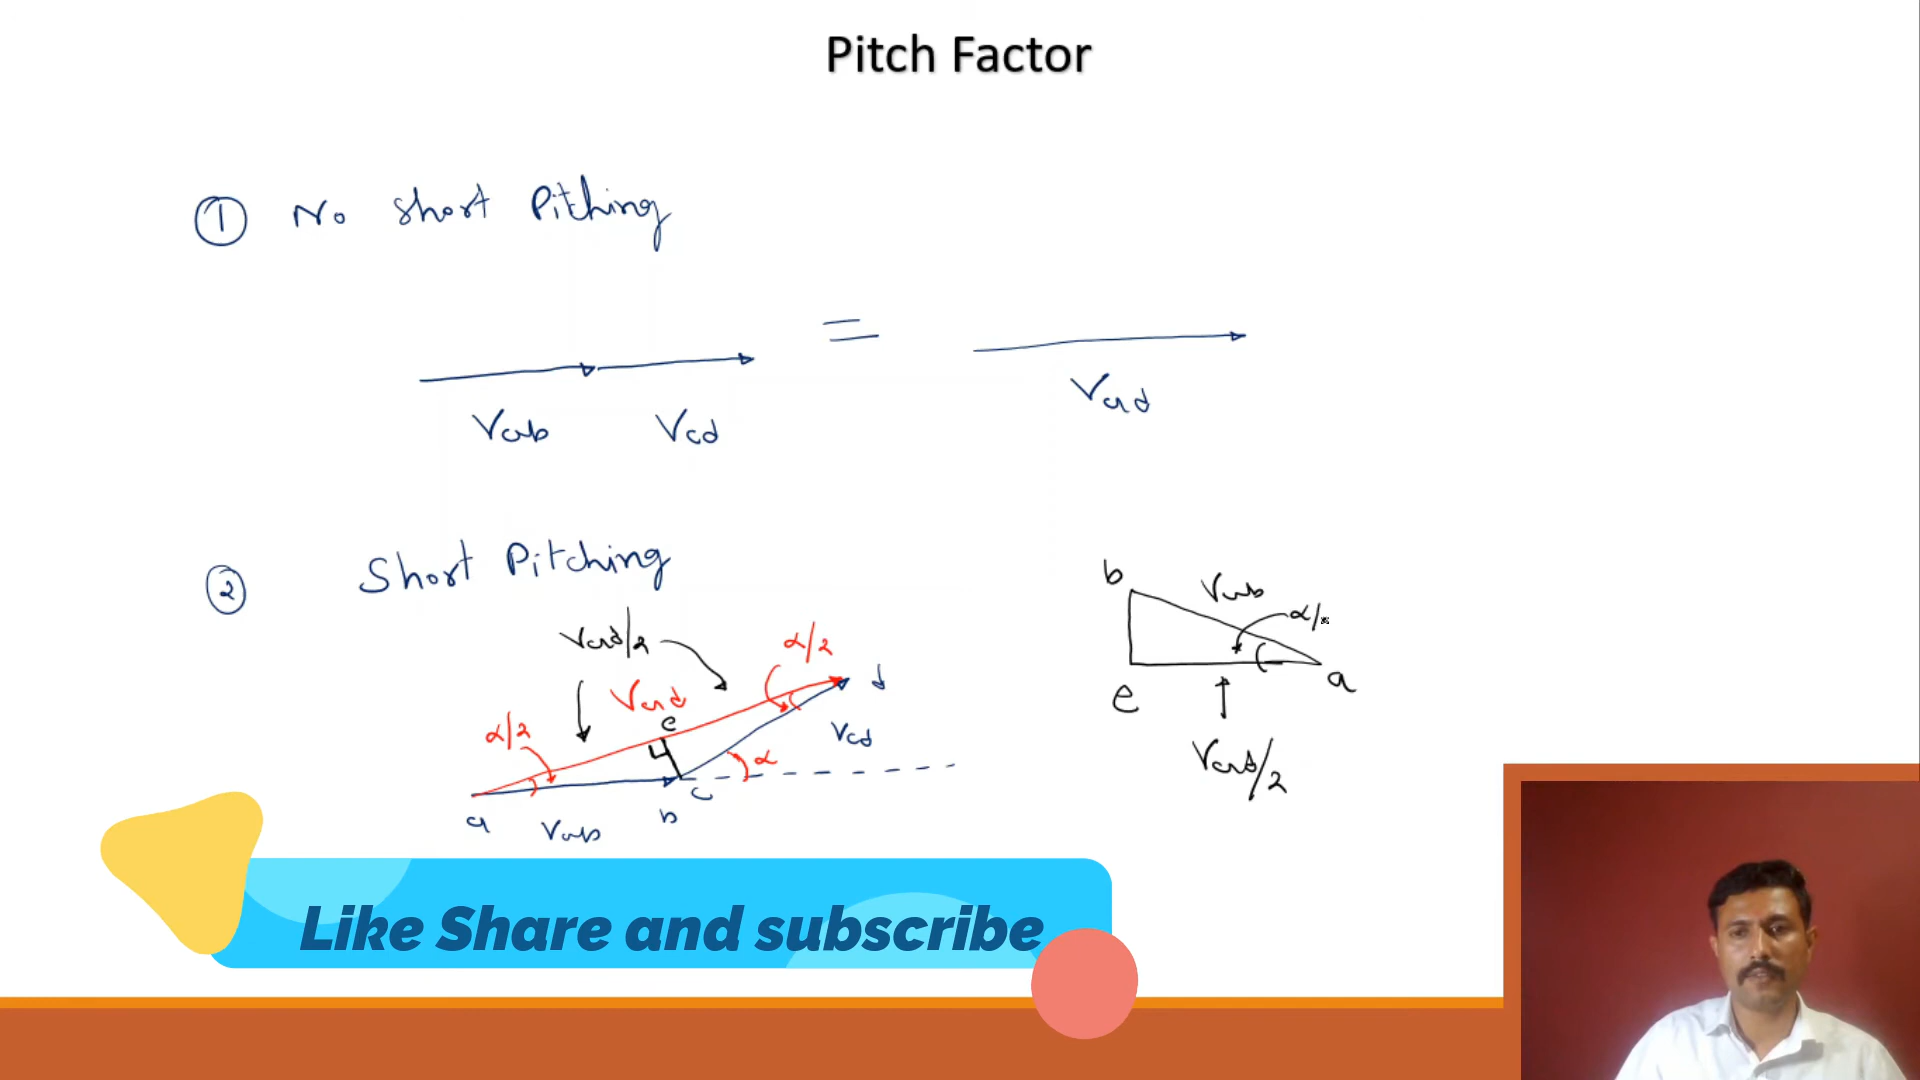 Pitch Factor
① No short Pitching
=
Vab Vcd
Vad
② Short Pitching
Vad/2
α/2
d
Vad
e
α/2
Vcd
α
a
Vab
b
c
b
Vab
α/
e
a
Vad/2
Like Share and subscribe